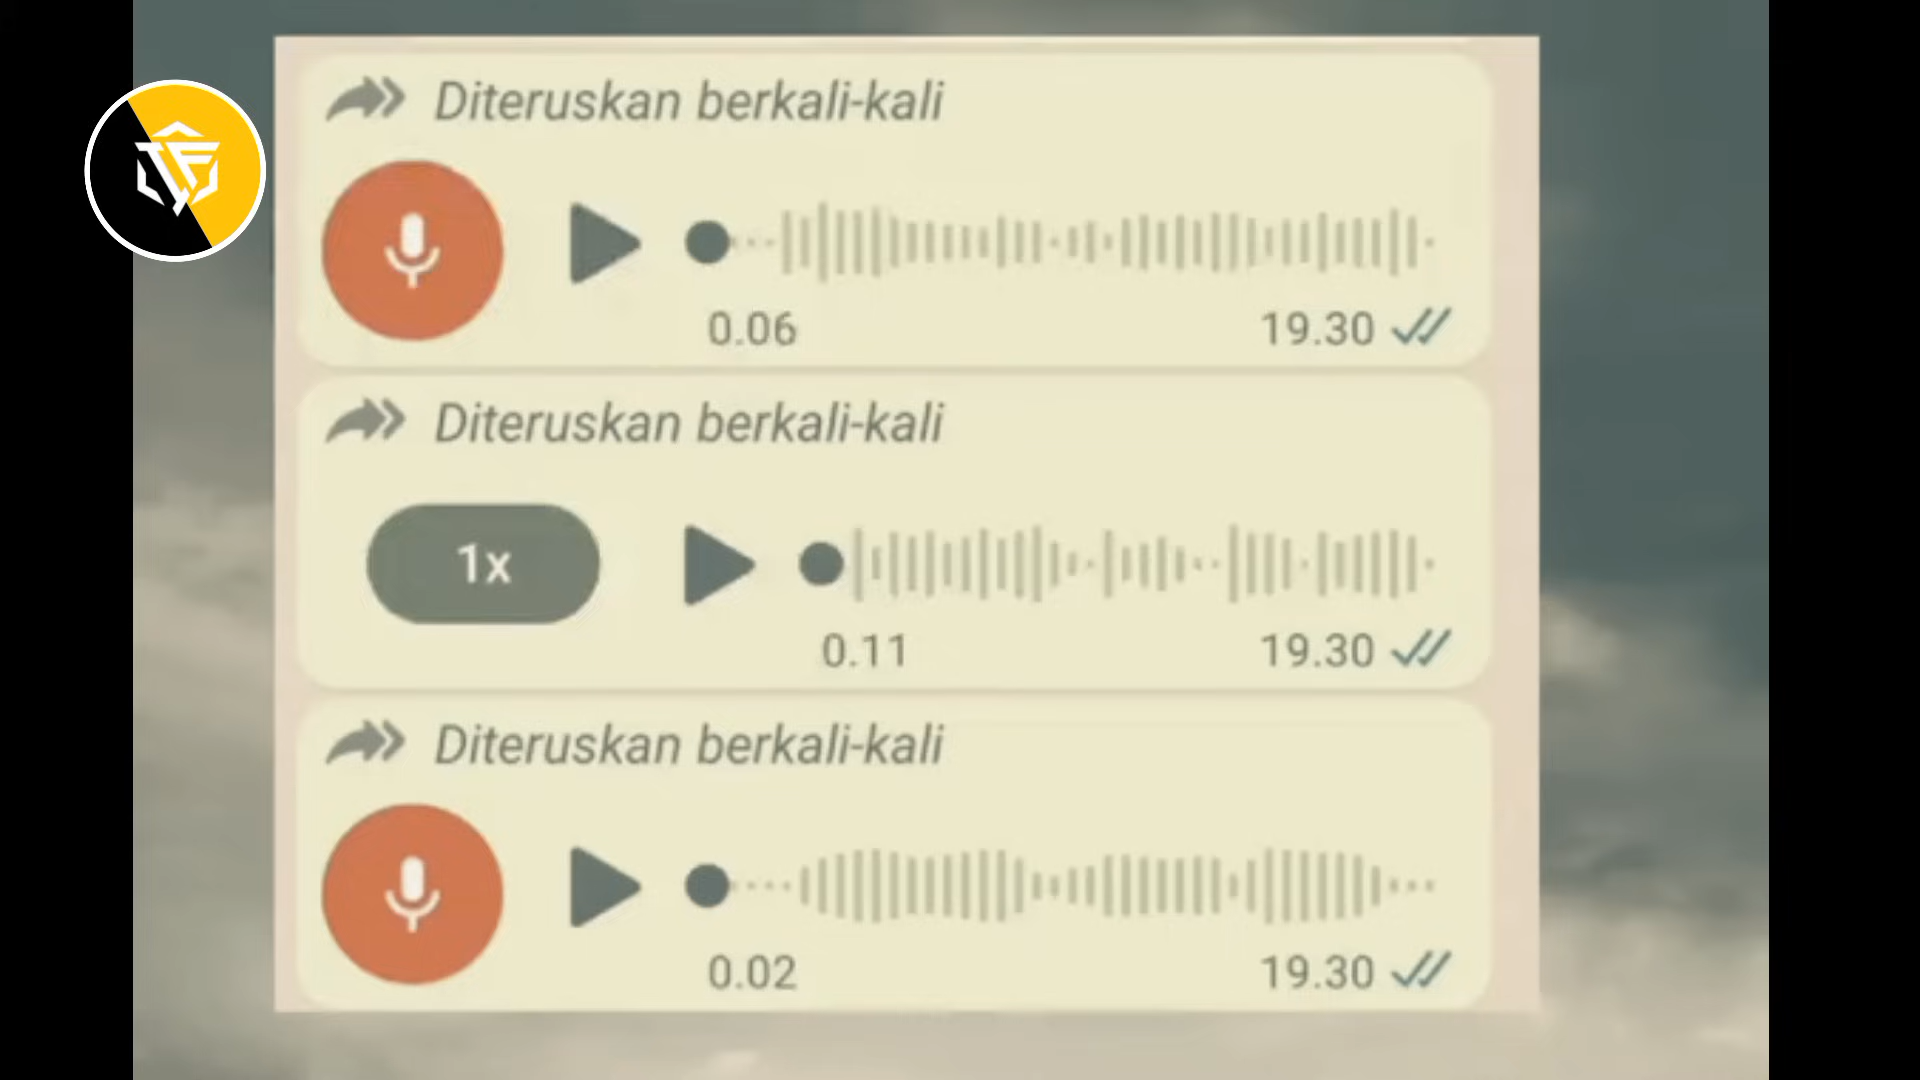 Diteruskan berkali-kali
0.06 19.30
Diteruskan berkali-kali
1x
0.11 19.30
Diteruskan berkali-kali
0.02 19.30